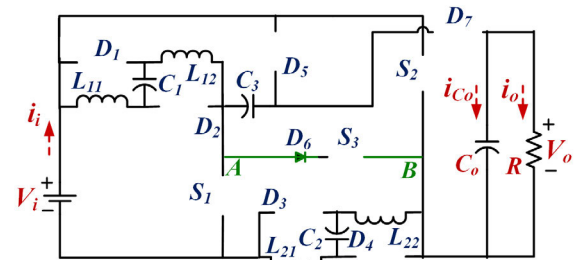 D7
D1
L11
C1
L12
C3
D5
S2
D2
ii
iCo
io
D6
S3
A
B
S1
Vi
+
−
Co
R
+
Vo
−
D3
L21
C2
D4
L22